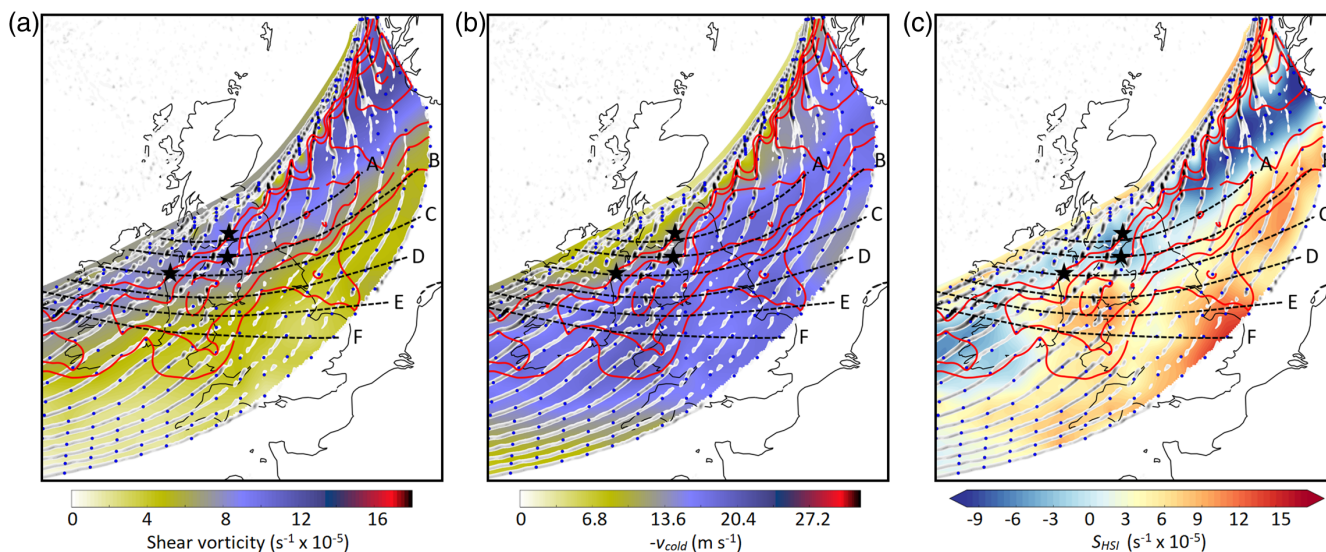 (a)
A
B
C
D
E
F
0 4 8 12 16
Shear vorticity (s⁻¹ x 10⁻⁵)
(b)
A
B
C
D
E
F
0 6.8 13.6 20.4 27.2
-v_cold (m s⁻¹)
(c)
A
B
C
D
E
F
-9 -6 -3 0 3 6 9 12 15
S_HSI (s⁻¹ x 10⁻⁵)